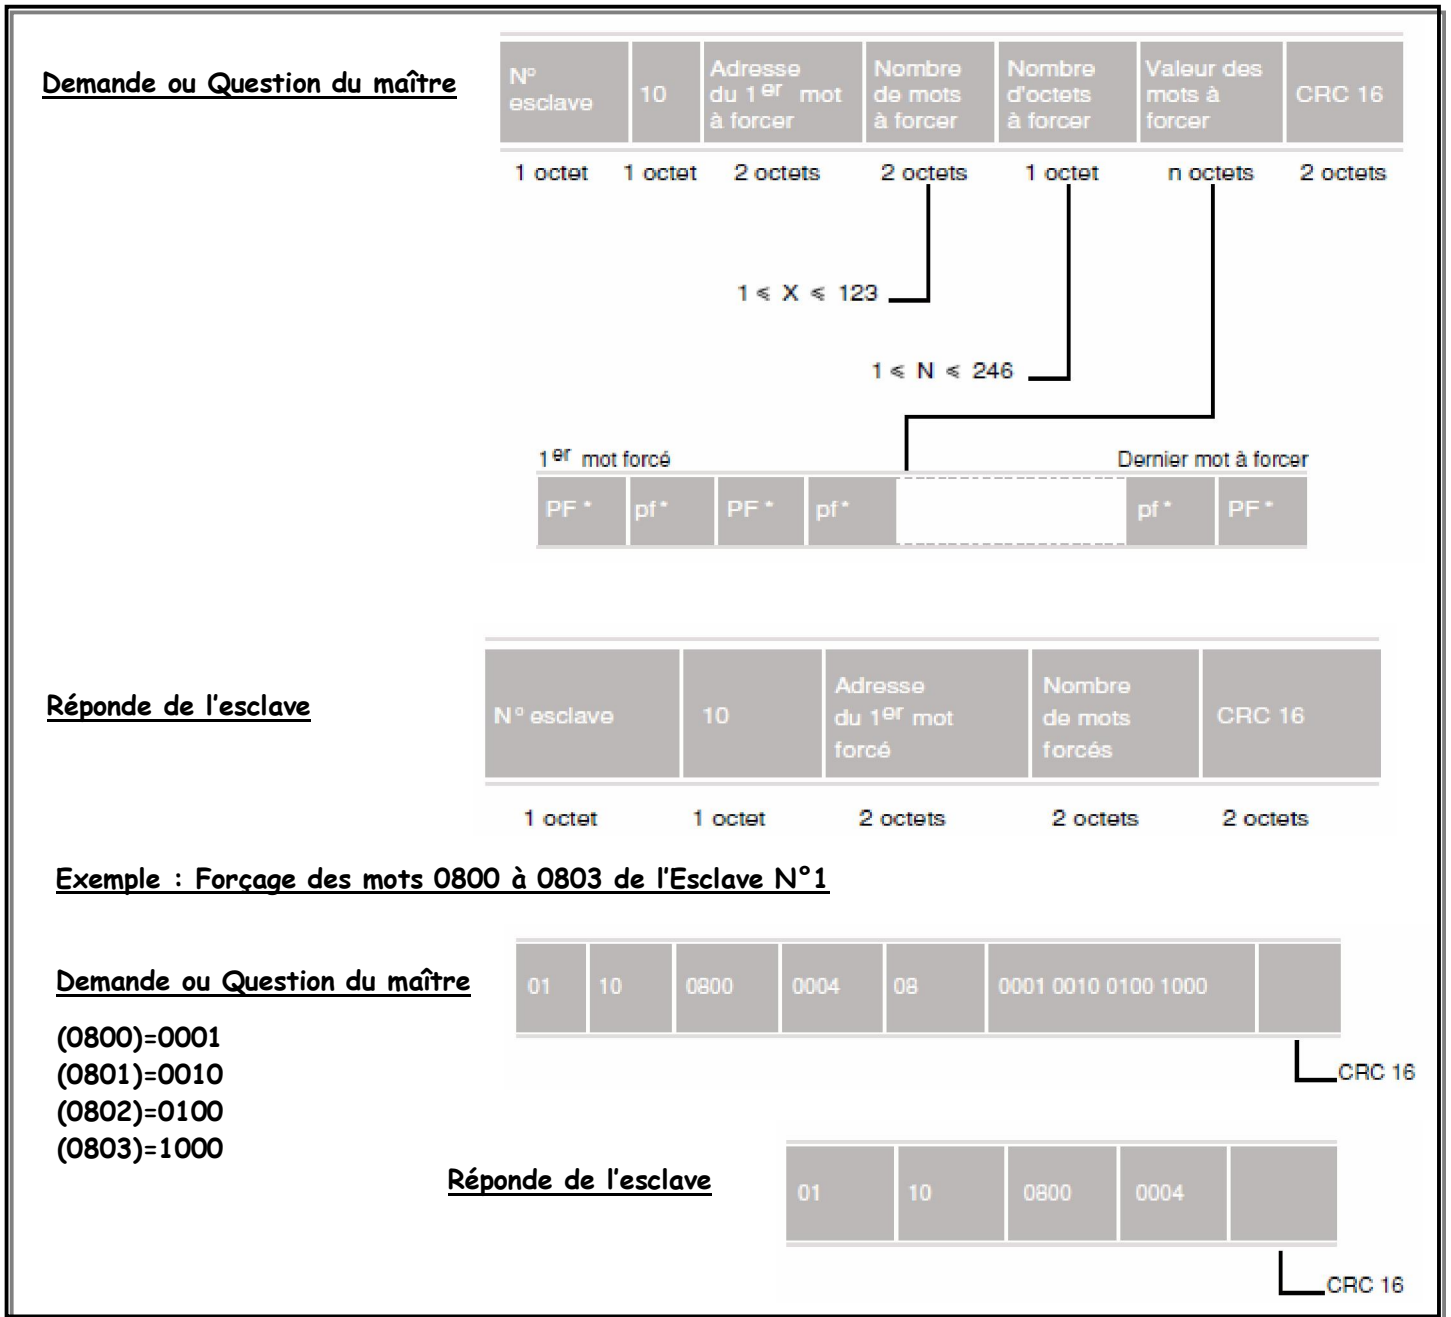 Demande ou Question du maître
N° esclave
10
Adresse du 1er mot à forcer
Nombre de mots à forcer
Nombre d'octets à forcer
Valeur des mots à forcer
CRC 16
1 octet 1 octet 2 octets 2 octets 1 octet n octets 2 octets
1 ⩽ X ⩽ 123
1 ⩽ N ⩽ 246
1er mot forcé Dernier mot à forcer
PF * pf * PF * pf * pf * PF *
Réponde de l'esclave
N° esclave
10
Adresse du 1er mot forcé
Nombre de mots forcés
CRC 16
1 octet 1 octet 2 octets 2 octets 2 octets
Exemple : Forçage des mots 0800 à 0803 de l'Esclave N°1
Demande ou Question du maître
01 10 0800 0004 08 0001 0010 0100 1000
CRC 16
(0800)=0001
(0801)=0010
(0802)=0100
(0803)=1000
Réponde de l'esclave
01 10 0800 0004
CRC 16